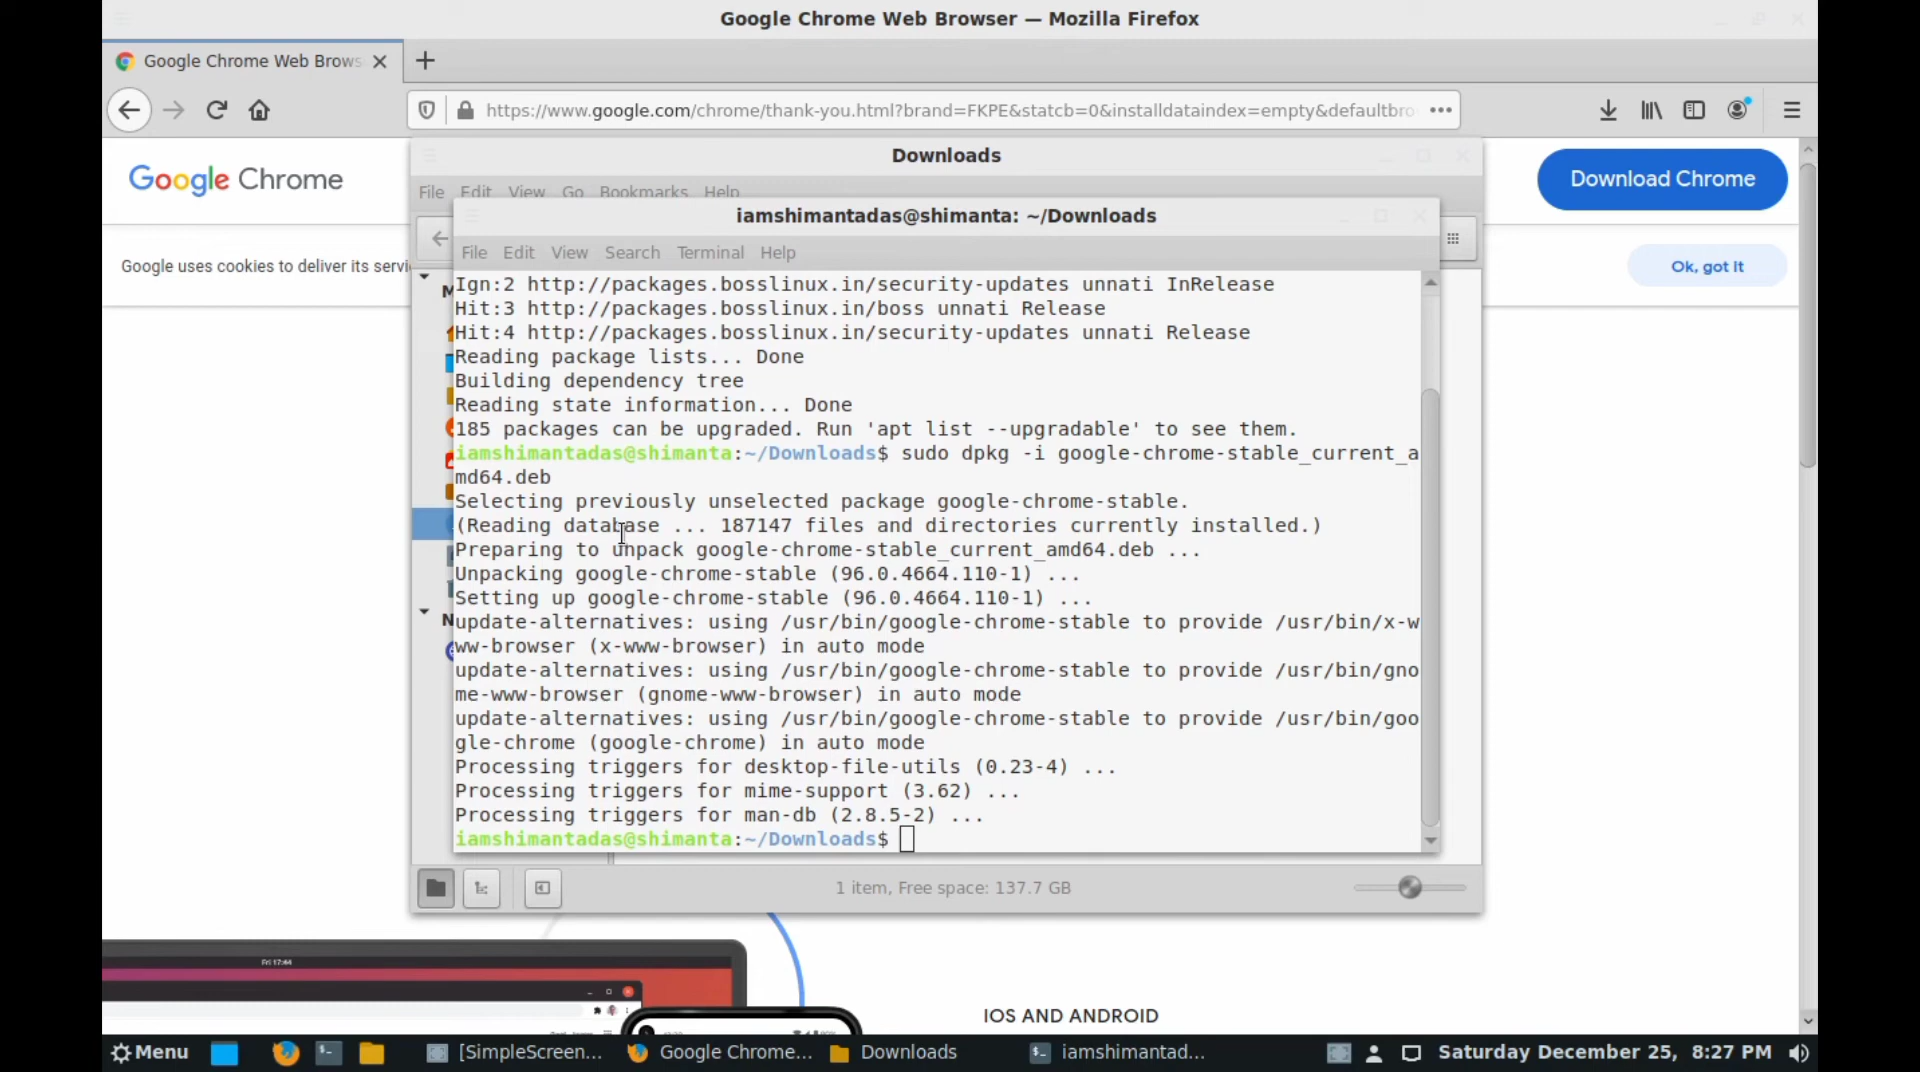 Google Chrome Web Browser — Mozilla Firefox
Google Chrome Web Brows
https://www.google.com/chrome/thank-you.html?brand=FKPE&statcb=0&installdataindex=empty&defaultbro
Google Chrome
Download Chrome
Google uses cookies to deliver its servi
Ok, got it
Downloads
File Edit View Go Bookmarks Help
iamshimantadas@shimanta: ~/Downloads
File Edit View Search Terminal Help
Ign:2 http://packages.bosslinux.in/security-updates unnati InRelease
Hit:3 http://packages.bosslinux.in/boss unnati Release
Hit:4 http://packages.bosslinux.in/security-updates unnati Release
Reading package lists... Done
Building dependency tree
Reading state information... Done
185 packages can be upgraded. Run 'apt list --upgradable' to see them.
iamshimantadas@shimanta:~/Downloads$ sudo dpkg -i google-chrome-stable_current_a
md64.deb
Selecting previously unselected package google-chrome-stable.
(Reading database ... 187147 files and directories currently installed.)
Preparing to unpack google-chrome-stable_current_amd64.deb ...
Unpacking google-chrome-stable (96.0.4664.110-1) ...
Setting up google-chrome-stable (96.0.4664.110-1) ...
update-alternatives: using /usr/bin/google-chrome-stable to provide /usr/bin/x-w
ww-browser (x-www-browser) in auto mode
update-alternatives: using /usr/bin/google-chrome-stable to provide /usr/bin/gno
me-www-browser (gnome-www-browser) in auto mode
update-alternatives: using /usr/bin/google-chrome-stable to provide /usr/bin/goo
gle-chrome (google-chrome) in auto mode
Processing triggers for desktop-file-utils (0.23-4) ...
Processing triggers for mime-support (3.62) ...
Processing triggers for man-db (2.8.5-2) ...
iamshimantadas@shimanta:~/Downloads$
1 item, Free space: 137.7 GB
Fri 17:44
IOS AND ANDROID
Menu
[SimpleScreen...
Google Chrome...
Downloads
iamshimantad...
Saturday December 25, 8:27 PM